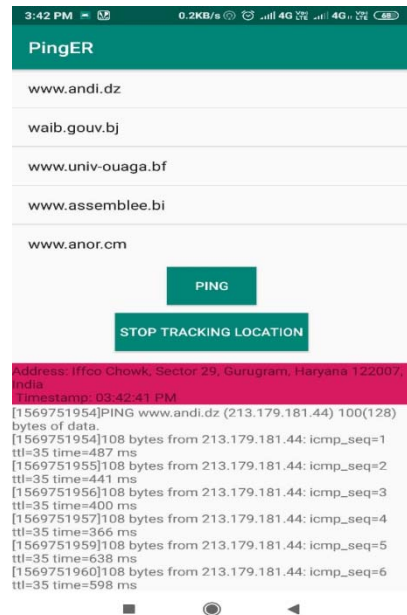 3:42 PM 0.2KB/s 4G VoLTE 4G VoLTE 68
PingER
www.andi.dz
waib.gouv.bj
www.univ-ouaga.bf
www.assemblee.bi
www.anor.cm
PING
STOP TRACKING LOCATION
Address: Iffco Chowk, Sector 29, Gurugram, Haryana 122007,
India
Timestamp: 03:42:41 PM
[1569751954]PING www.andi.dz (213.179.181.44) 100(128)
bytes of data.
[1569751954]108 bytes from 213.179.181.44: icmp_seq=1
ttl=35 time=487 ms
[1569751955]108 bytes from 213.179.181.44: icmp_seq=2
ttl=35 time=441 ms
[1569751956]108 bytes from 213.179.181.44: icmp_seq=3
ttl=35 time=400 ms
[1569751957]108 bytes from 213.179.181.44: icmp_seq=4
ttl=35 time=366 ms
[1569751959]108 bytes from 213.179.181.44: icmp_seq=5
ttl=35 time=638 ms
[1569751960]108 bytes from 213.179.181.44: icmp_seq=6
ttl=35 time=598 ms